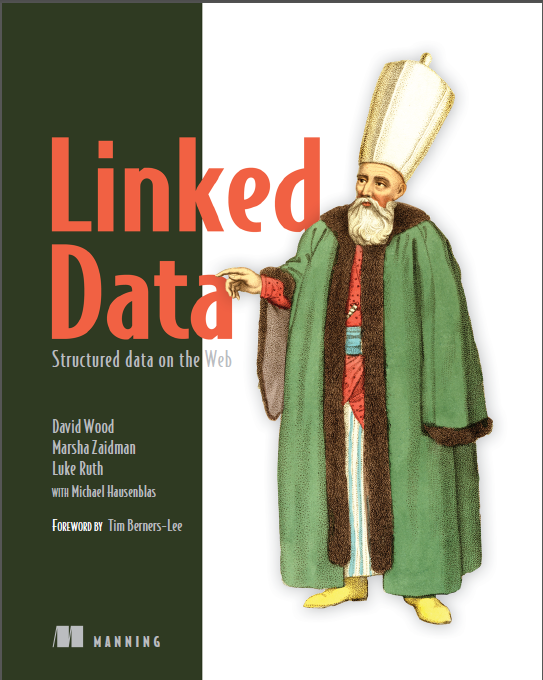 Linked
Data
Structured data on the Web
David Wood
Marsha Zaidman
Luke Ruth
WITH Michael Hausenblas
FOREWORD BY Tim Berners-Lee
MANNING